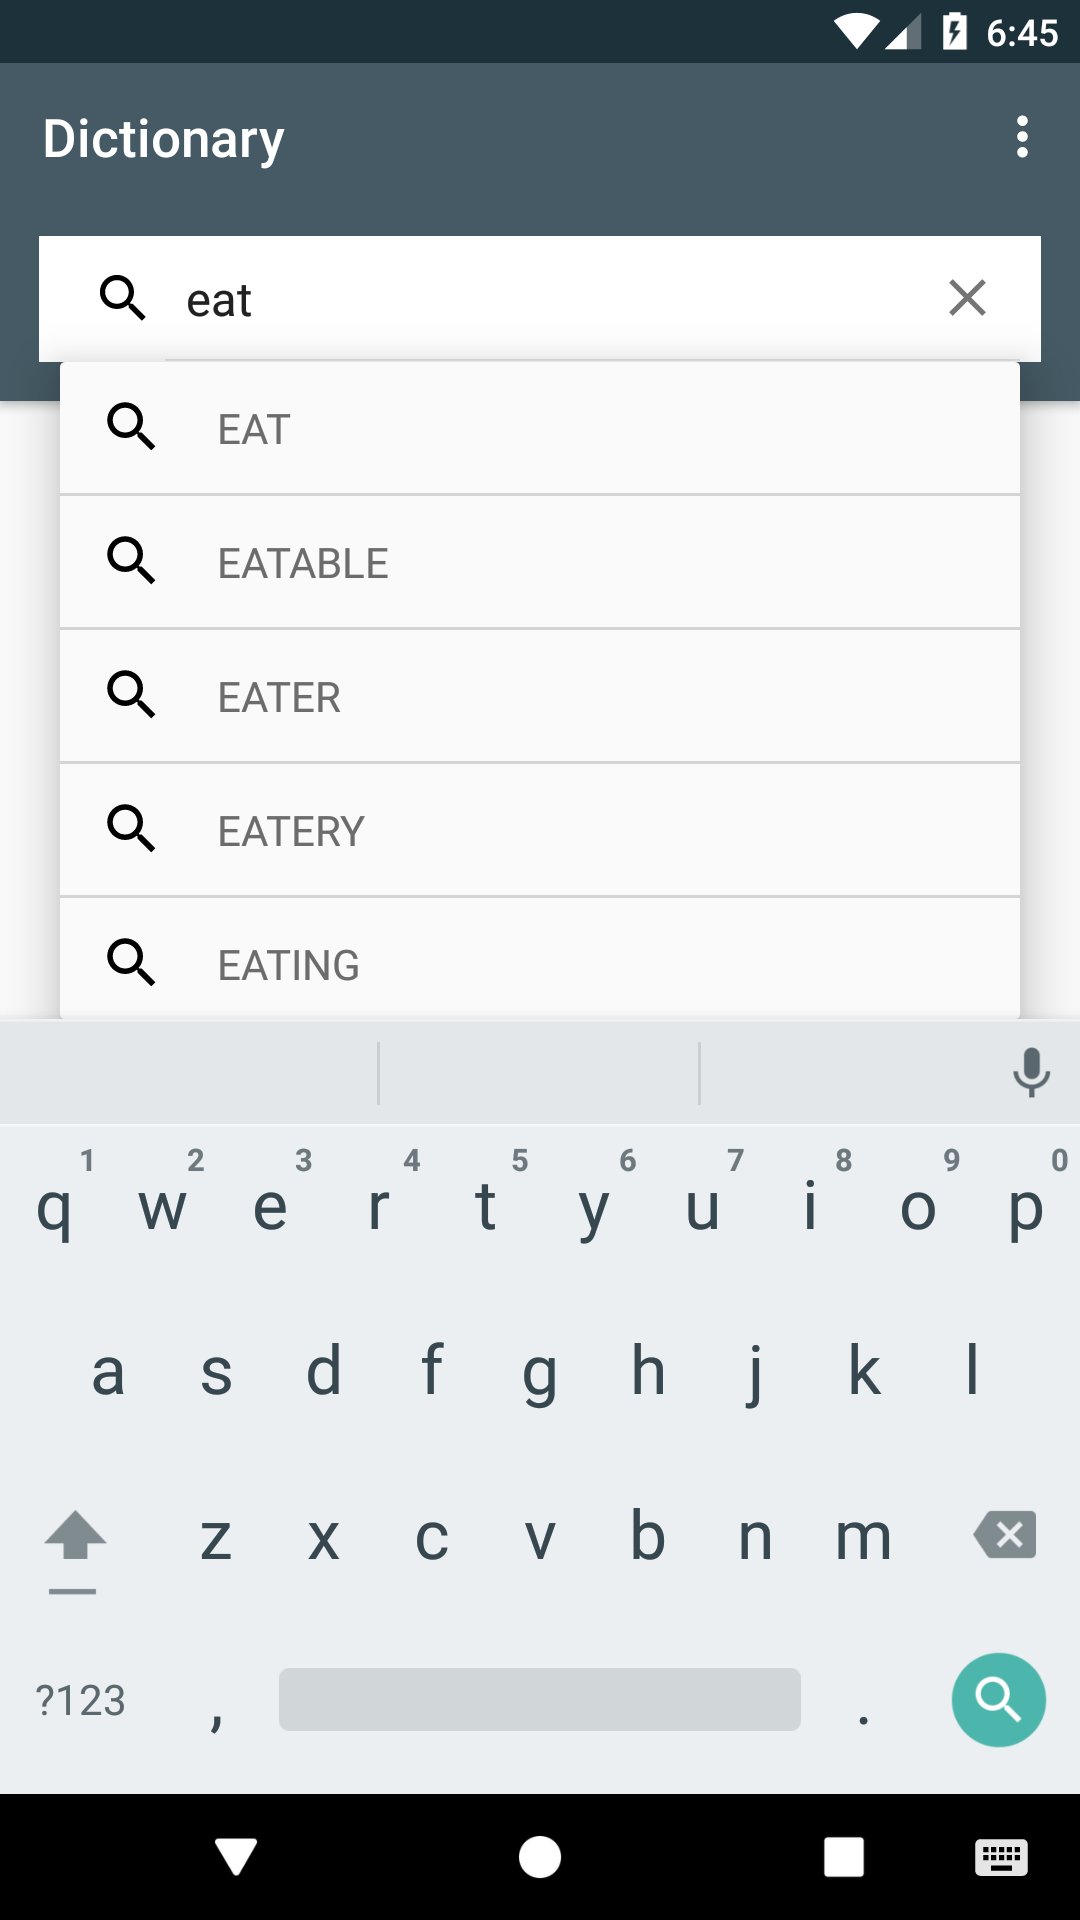 6:45
Dictionary
eat
EAT
EATABLE
EATER
EATERY
EATING
1 2 3 4 5 6 7 8 9 0
q w e r t y u i o p
a s d f g h j k l
z x c v b n m
?123 , .